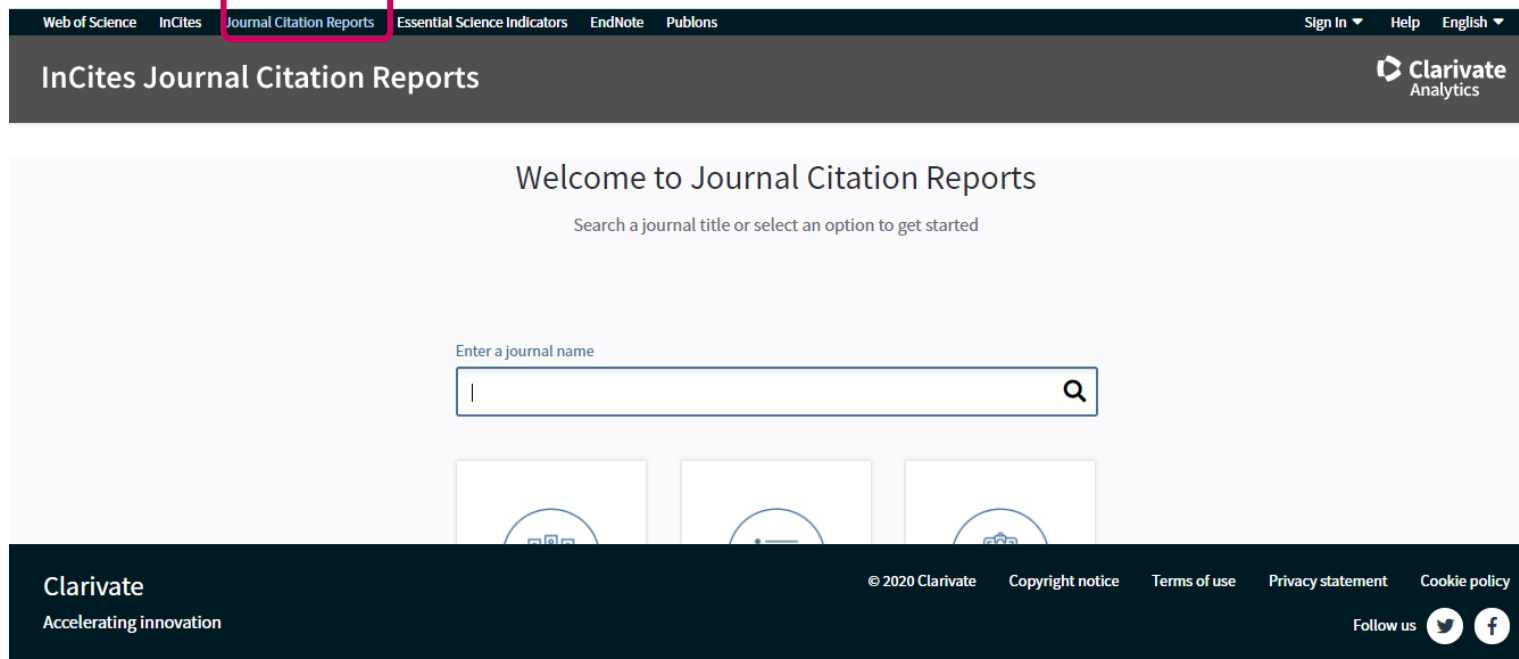 Web of Science InCites Journal Citation Reports Essential Science Indicators EndNote Publons Sign In Help English
InCites Journal Citation Reports
Clarivate
Analytics
Welcome to Journal Citation Reports
Search a journal title or select an option to get started
Enter a journal name
Clarivate
© 2020 Clarivate Copyright notice Terms of use Privacy statement Cookie policy
Accelerating innovation
Follow us